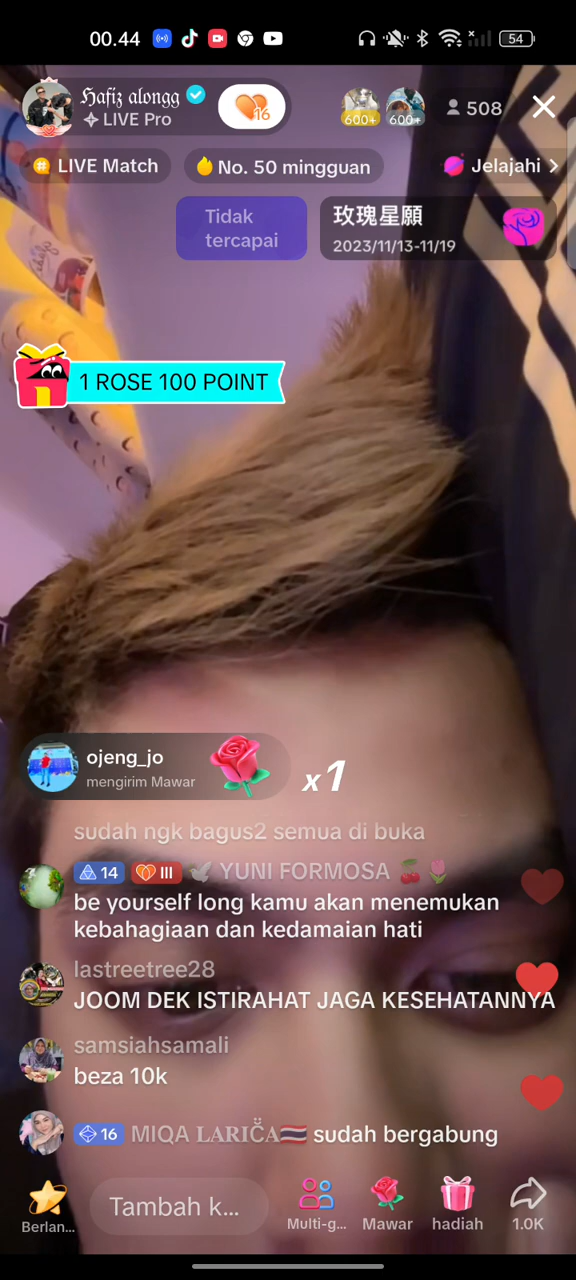 00.44
54
Hafiz alongg
LIVE Pro
16
600+
600+
508
LIVE Match
No. 50 mingguan
Jelajahi
Tidak
tercapai
玫瑰星願
2023/11/13-11/19
1 ROSE 100 POINT
ojeng_jo
mengirim Mawar
x1
sudah ngk bagus2 semua di buka
14 III 🕊 YUNI FORMOSA 🍒🌷
be yourself long kamu akan menemukan
kebahagiaan dan kedamaian hati
lastreetree28
JOOM DEK ISTIRAHAT JAGA KESEHATANNYA
samsiahsamali
beza 10k
16 MIQA LARIČA🇹🇭 sudah bergabung
Berlan...
Tambah k...
Multi-g...
Mawar
hadiah
1.0K